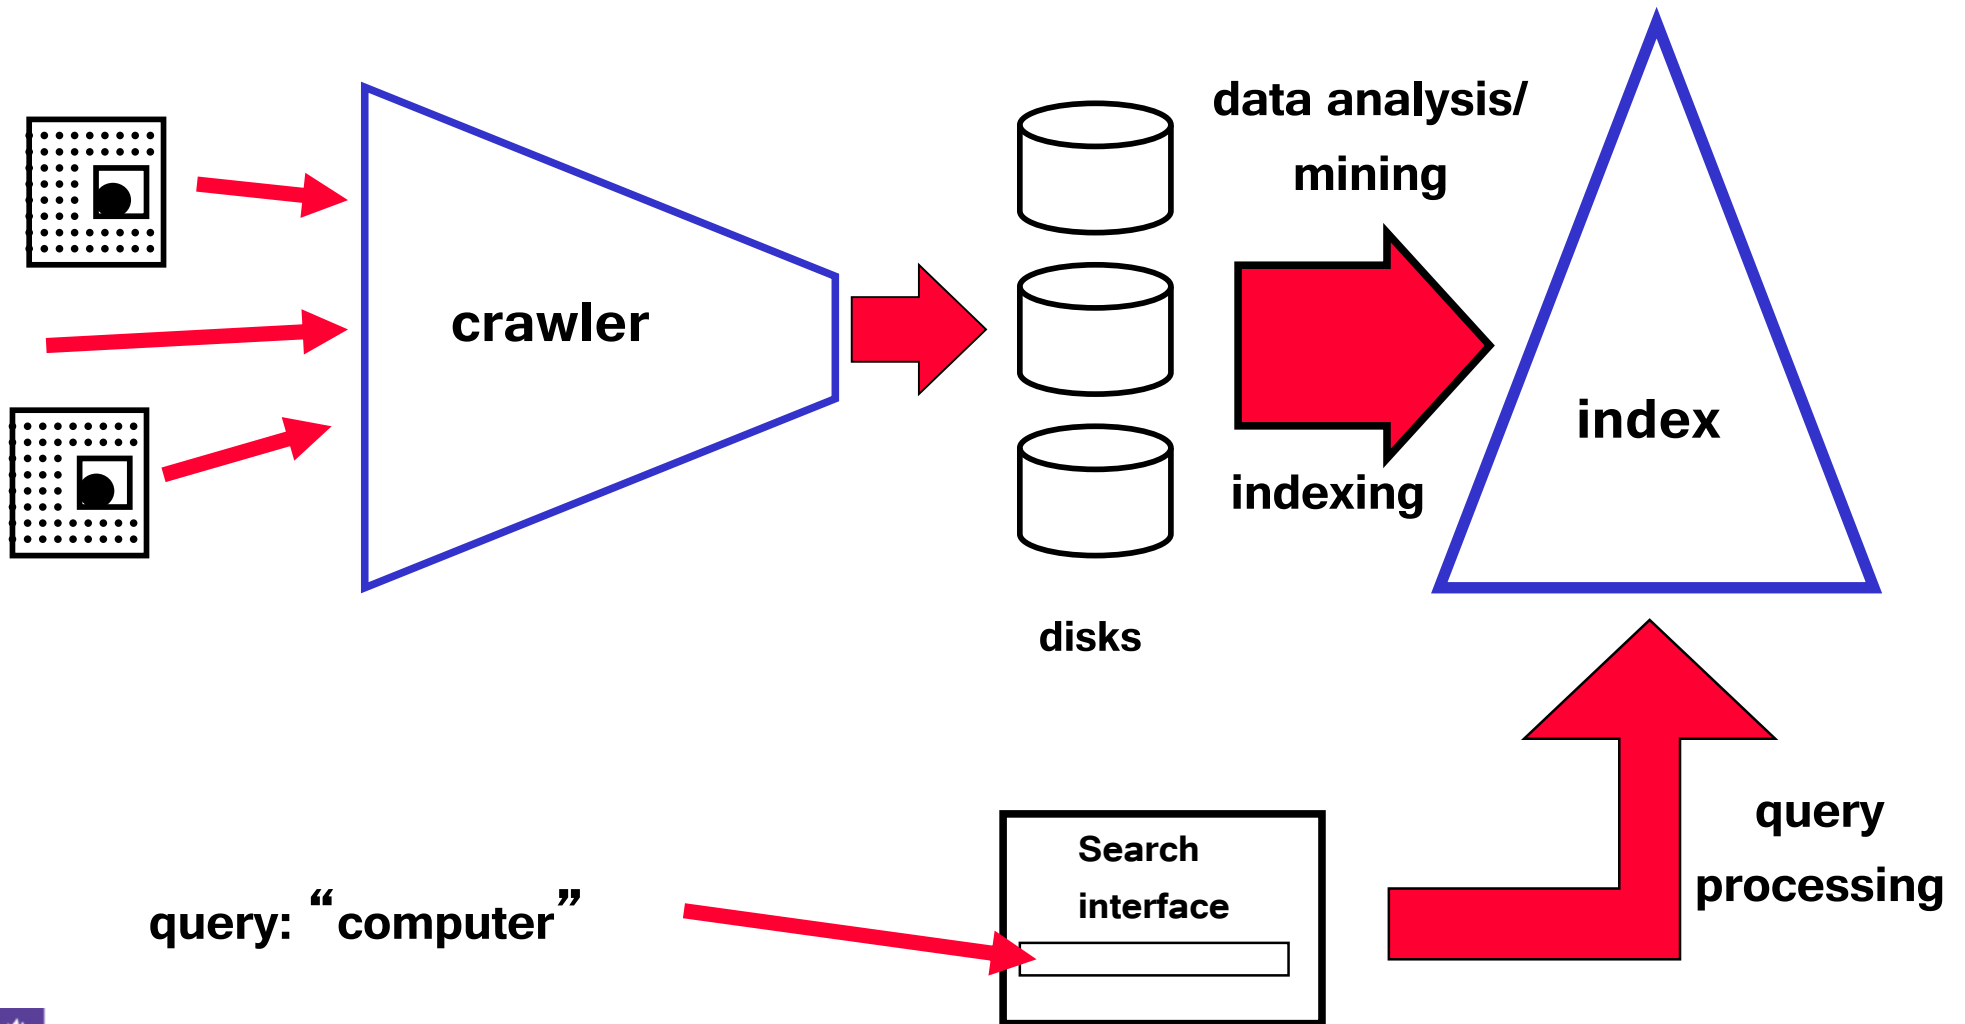 data analysis/
mining
crawler
index
indexing
disks
query
processing
Search
interface
query: “computer”